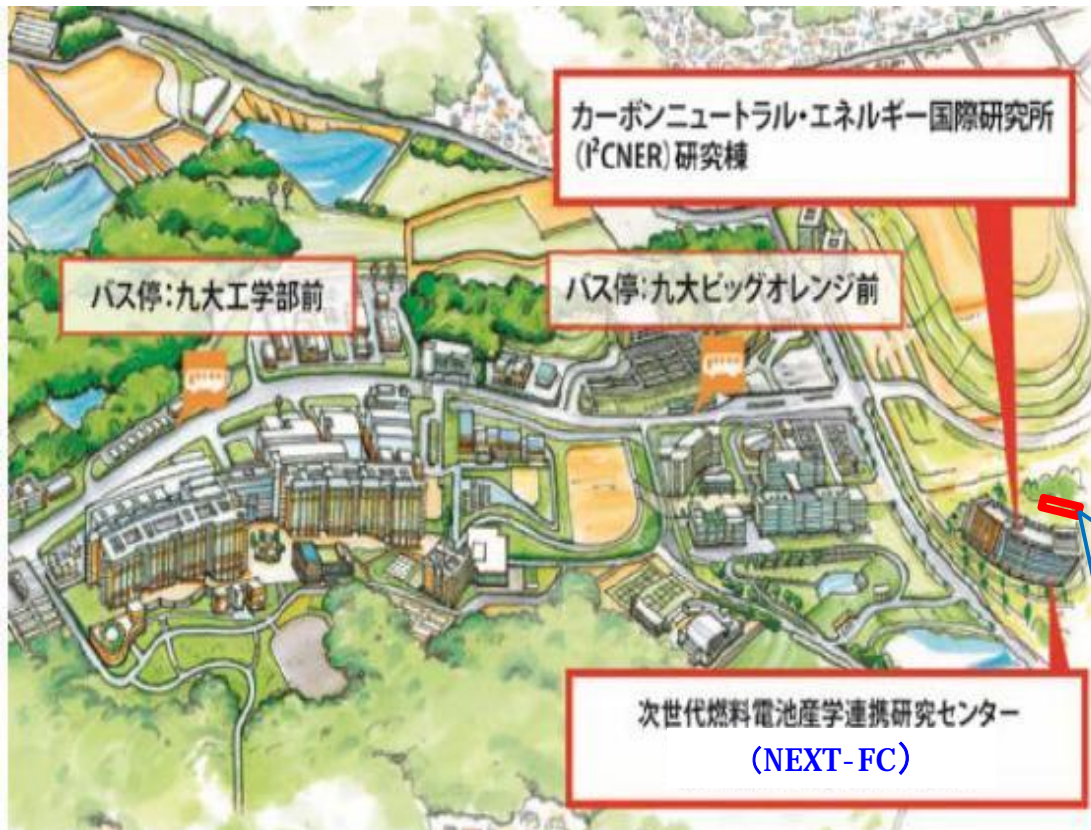 カーボンニュートラル・エネルギー国際研究所
(I²CNER)研究棟
バス停:九大工学部前
バス停:九大ビッグオレンジ前
次世代燃料電池産学連携研究センター
(NEXT-FC)